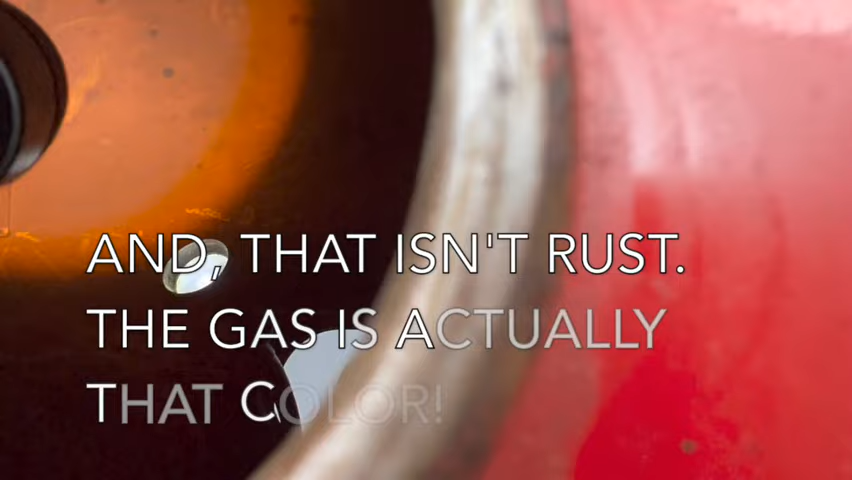 AND, THAT ISN'T RUST.
THE GAS IS ACTUALLY
THAT COLOR!